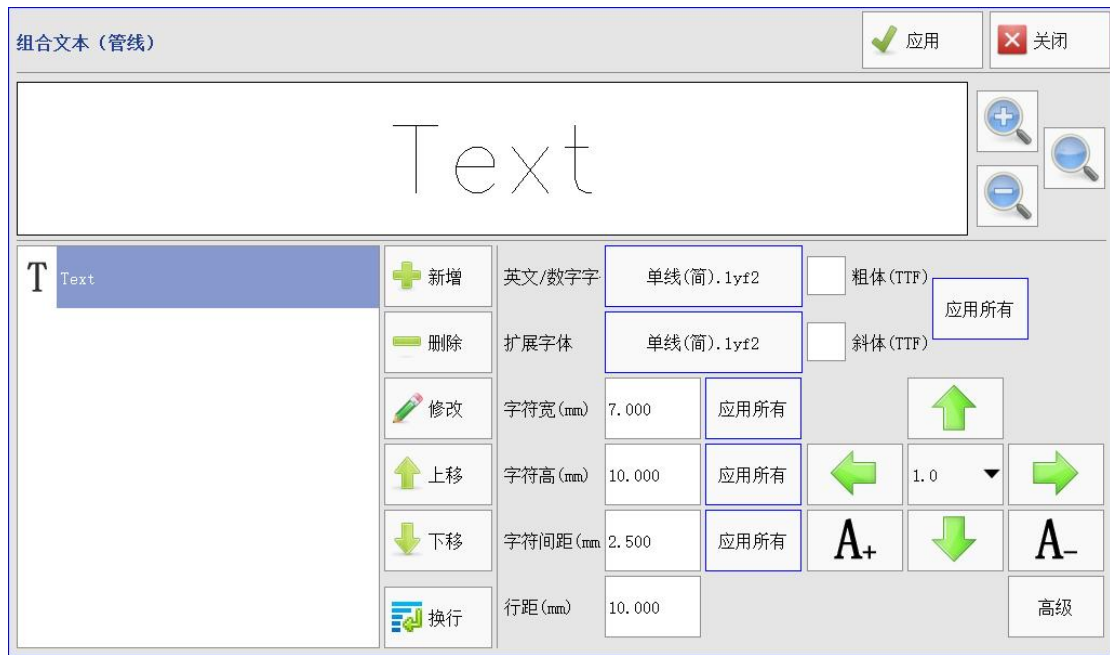 组合文本（管线）
应用
关闭
Text
T Text
新增
删除
修改
上移
下移
换行
英文/数字字
单线(简).1yf2
粗体(TTF)
应用所有
扩展字体
单线(简).1yf2
斜体(TTF)
字符宽(mm)
7.000
应用所有
字符高(mm)
10.000
应用所有
1.0
字符间距(mm
2.500
应用所有
A+
A-
行距(mm)
10.000
高级